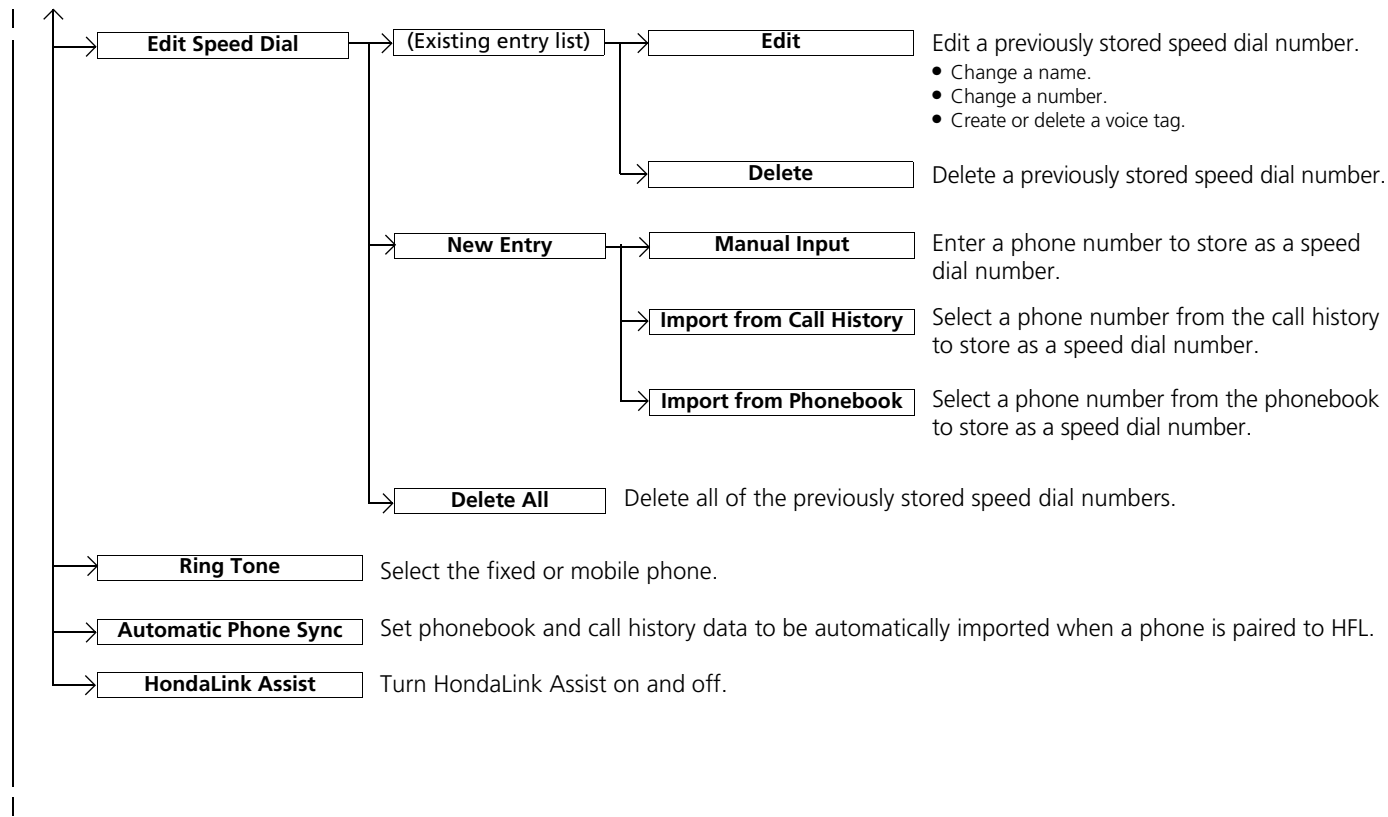 Edit Speed Dial
(Existing entry list)
Edit
Edit a previously stored speed dial number.
• Change a name.
• Change a number.
• Create or delete a voice tag.
Delete
Delete a previously stored speed dial number.
New Entry
Manual Input
Enter a phone number to store as a speed
dial number.
Import from Call History
Select a phone number from the call history
to store as a speed dial number.
Import from Phonebook
Select a phone number from the phonebook
to store as a speed dial number.
Delete All
Delete all of the previously stored speed dial numbers.
Ring Tone
Select the fixed or mobile phone.
Automatic Phone Sync
Set phonebook and call history data to be automatically imported when a phone is paired to HFL.
HondaLink Assist
Turn HondaLink Assist on and off.